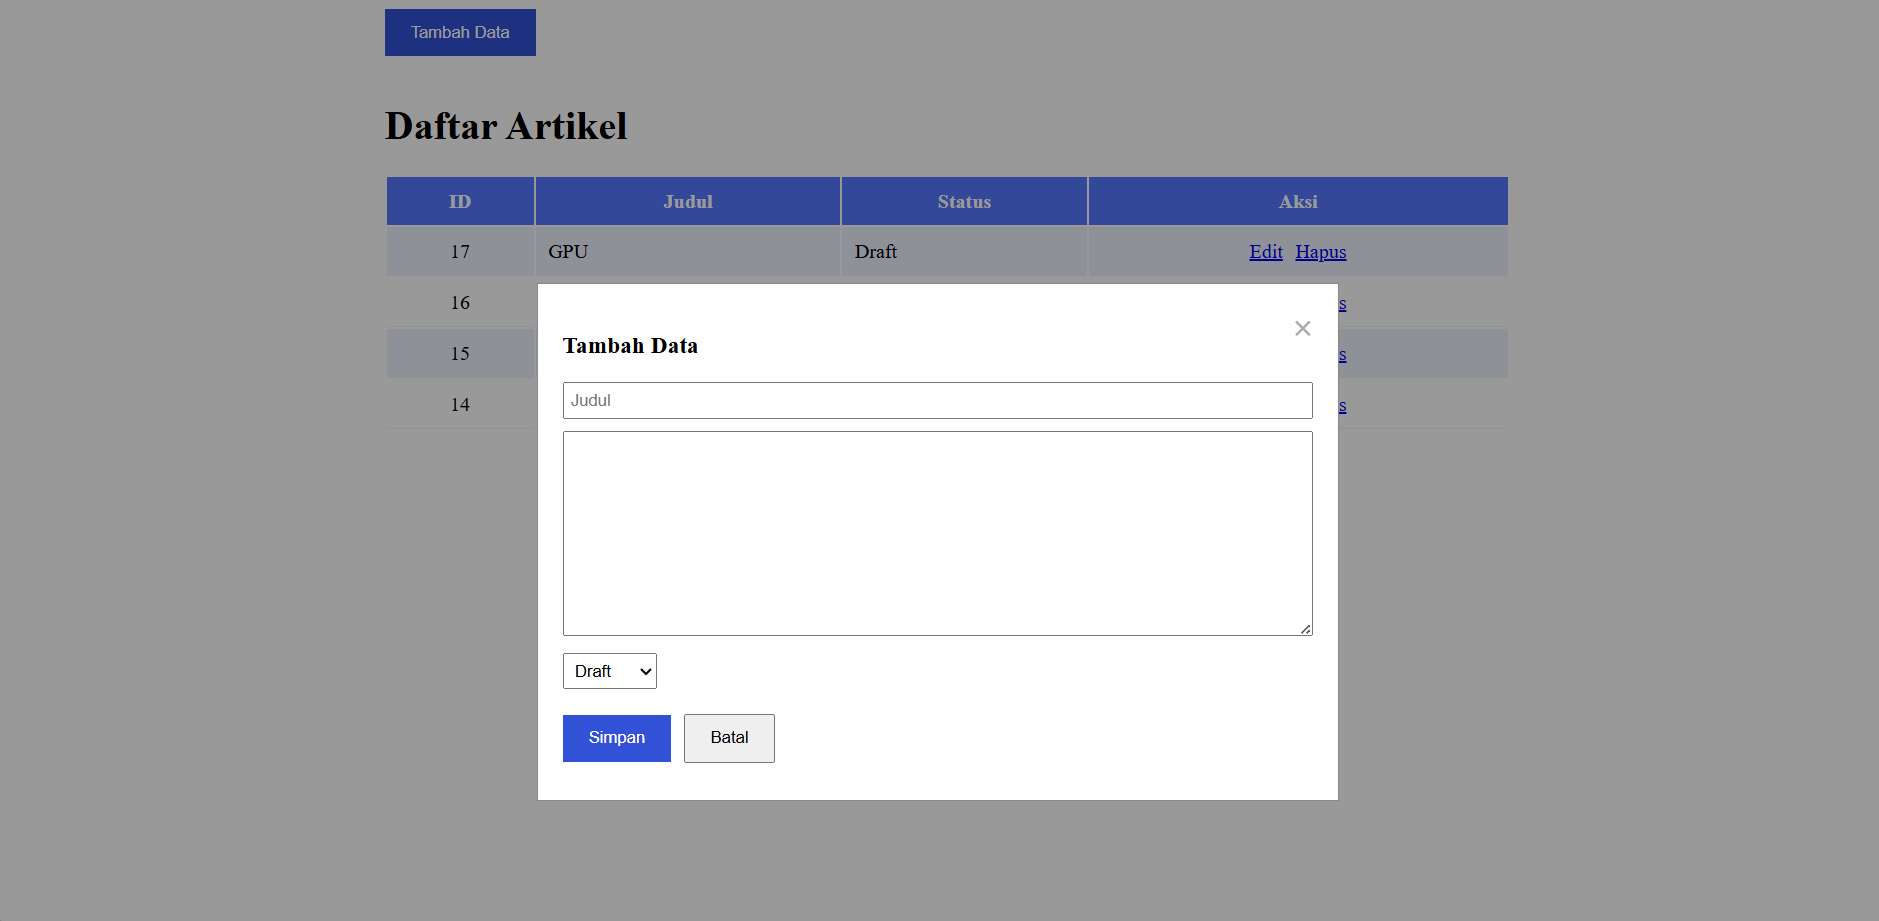 Tambah Data
Daftar Artikel
ID Judul Status Aksi
17 GPU Draft Edit Hapus
16
15
14
Tambah Data
Judul
Draft
Simpan Batal